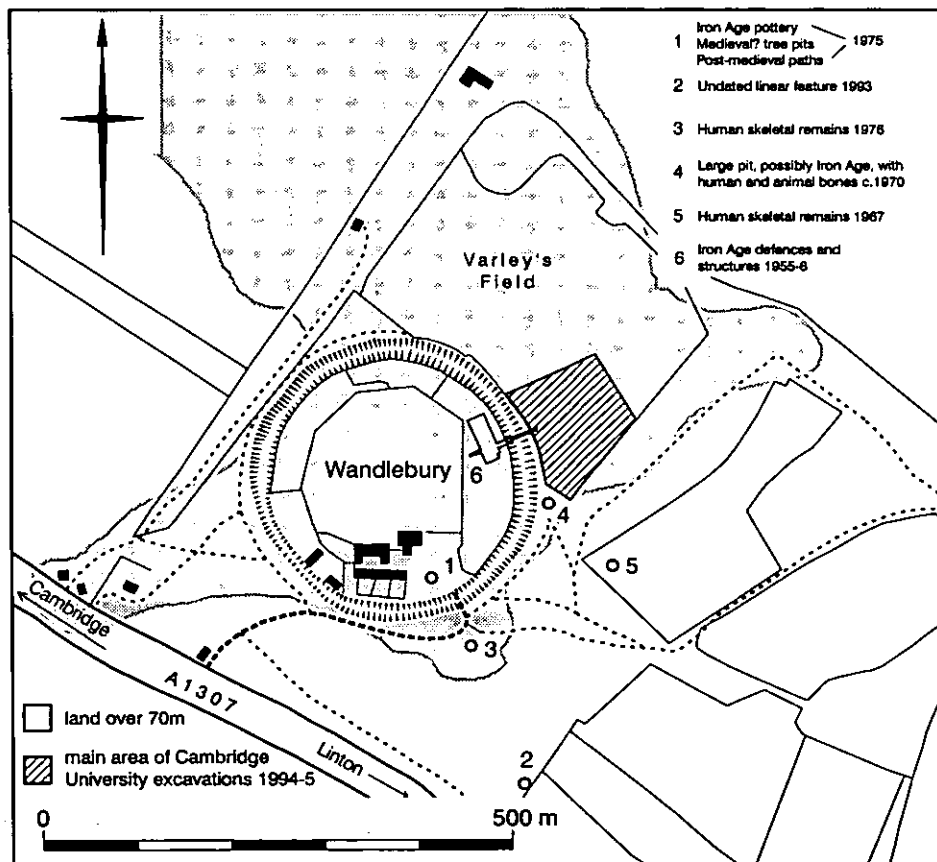 1
Iron Age pottery
Medieval? tree pits
Post-medieval paths
1975
2 Undated linear feature 1993
3 Human skeletal remains 1976
4 Large pit, possibly Iron Age, with
human and animal bones c.1970
5 Human skeletal remains 1967
6 Iron Age defences and
structures 1955-6
Varley's
Field
Wandlebury
6
4
5
1
3
2
Cambridge
A1307
Linton
land over 70m
main area of Cambridge
University excavations 1994-5
0 500 m